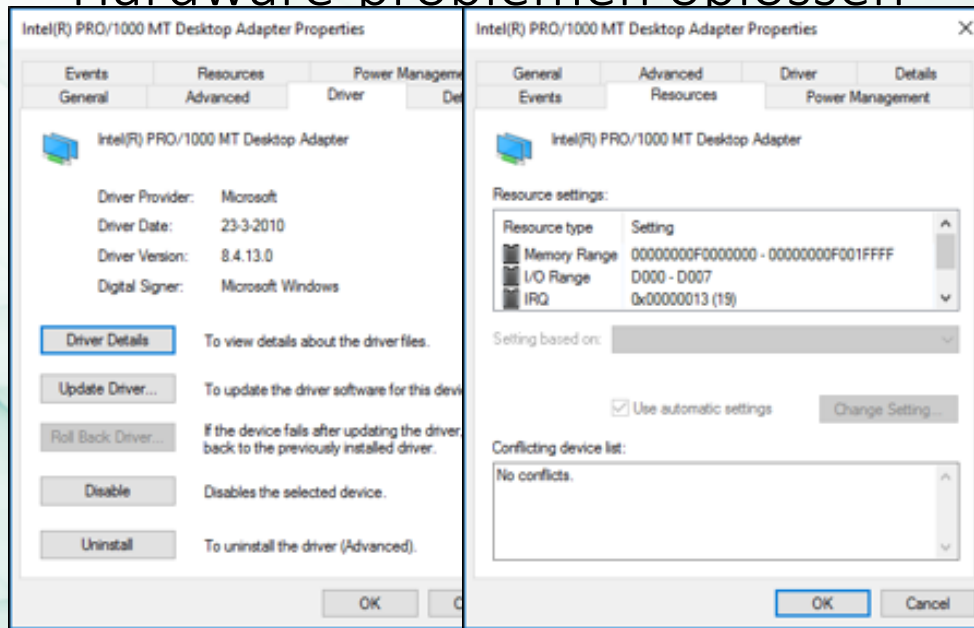 Hardware-problemen oplossen
Intel(R) PRO/1000 MT Desktop Adapter Properties
Events Resources Power
General Advanced Driver
Intel(R) PRO/1000 MT Desktop Adapter
Driver Provider: Microsoft
Driver Date: 23-3-2010
Driver Version: 8.4.13.0
Digital Signer: Microsoft Windows
Driver Details To view details about the driver files.
Update Driver... To update the driver software for this devi
Roll Back Driver... If the device fails after updating the driver,
back to the previously installed driver.
Disable Disables the selected device.
Uninstall To uninstall the driver (Advanced).
OK
Intel(R) PRO/1000 MT Desktop Adapter Properties
General Advanced Driver Details
Events Resources Power Management
Intel(R) PRO/1000 MT Desktop Adapter
Resource settings:
Resource type Setting
Memory Range 00000000F0000000 - 00000000F001FFFF
I/O Range D000 - D007
IRQ 0x00000013 (19)
Setting based on:
Use automatic settings Change Setting...
Conflicting device list:
No conflicts.
OK Cancel